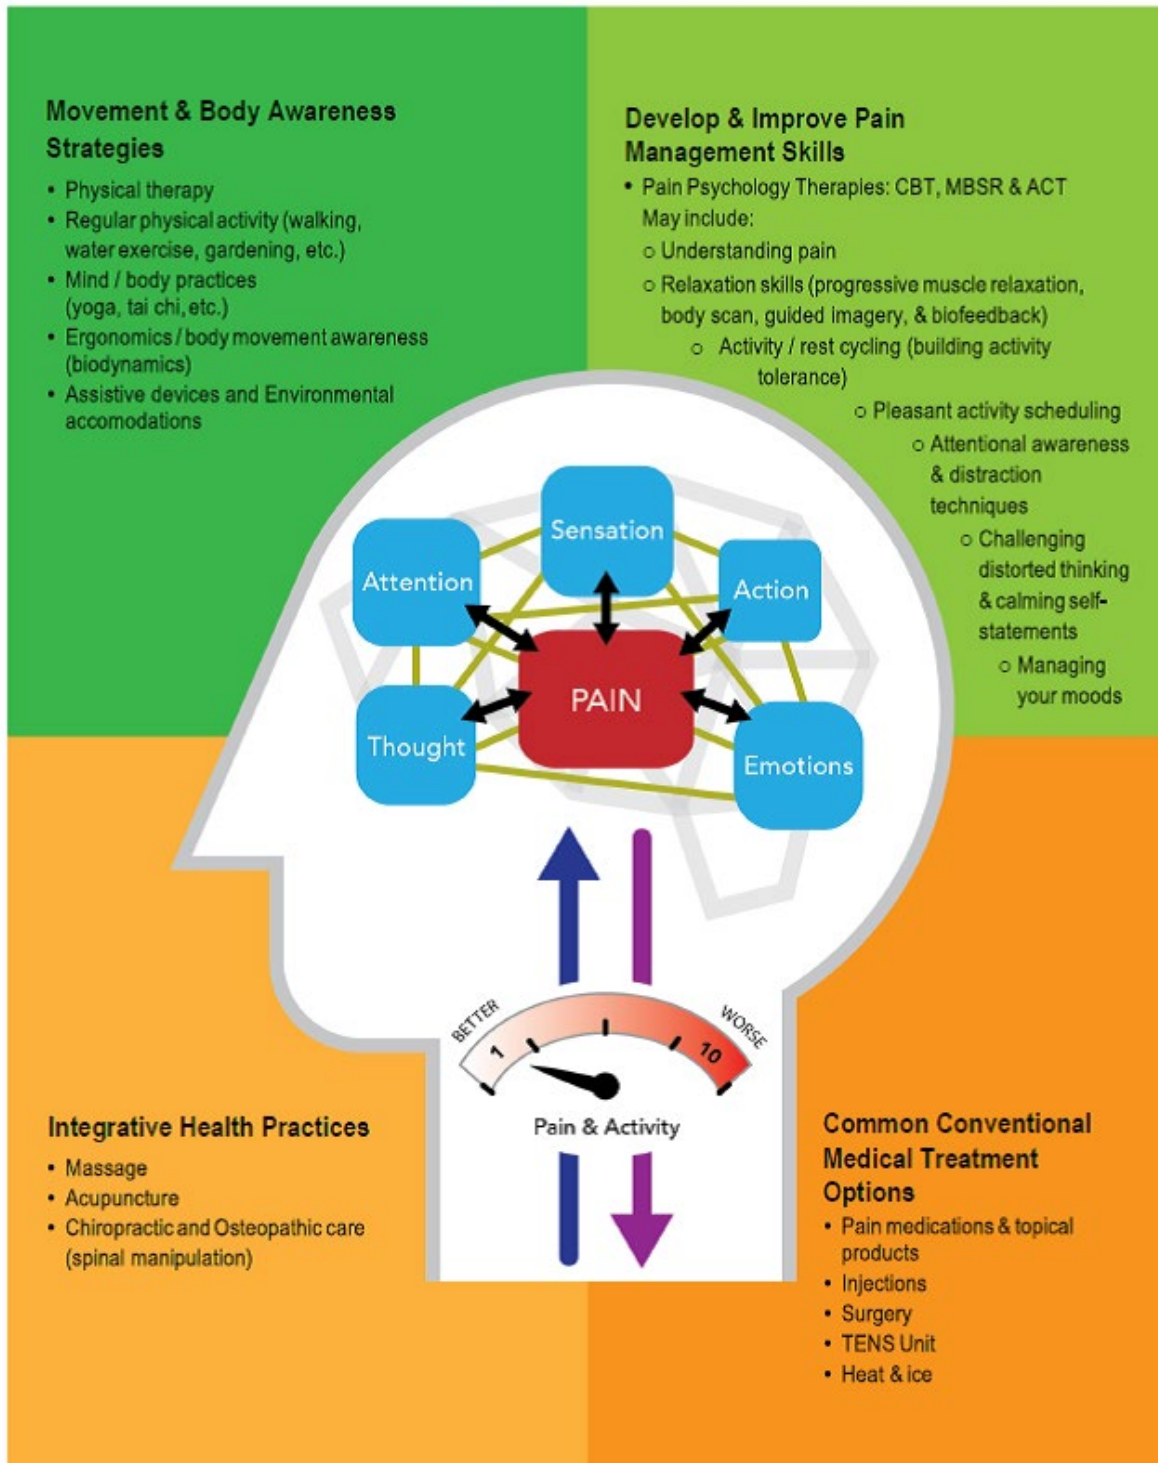 Movement & Body Awareness
Strategies
• Physical therapy
• Regular physical activity (walking,
water exercise, gardening, etc.)
• Mind / body practices
(yoga, tai chi, etc.)
• Ergonomics / body movement awareness
(biodynamics)
• Assistive devices and Environmental
accomodations
Develop & Improve Pain
Management Skills
• Pain Psychology Therapies: CBT, MBSR & ACT
May include:
o Understanding pain
o Relaxation skills (progressive muscle relaxation,
body scan, guided imagery, & biofeedback)
o Activity / rest cycling (building activity
tolerance)
o Pleasant activity scheduling
o Attentional awareness
& distraction
techniques
o Challenging
distorted thinking
& calming self-
statements
o Managing
your moods
Sensation
Attention
Action
PAIN
Thought
Emotions
BETTER
WORSE
1
10
Pain & Activity
Integrative Health Practices
• Massage
• Acupuncture
• Chiropractic and Osteopathic care
(spinal manipulation)
Common Conventional
Medical Treatment
Options
• Pain medications & topical
products
• Injections
• Surgery
• TENS Unit
• Heat & ice